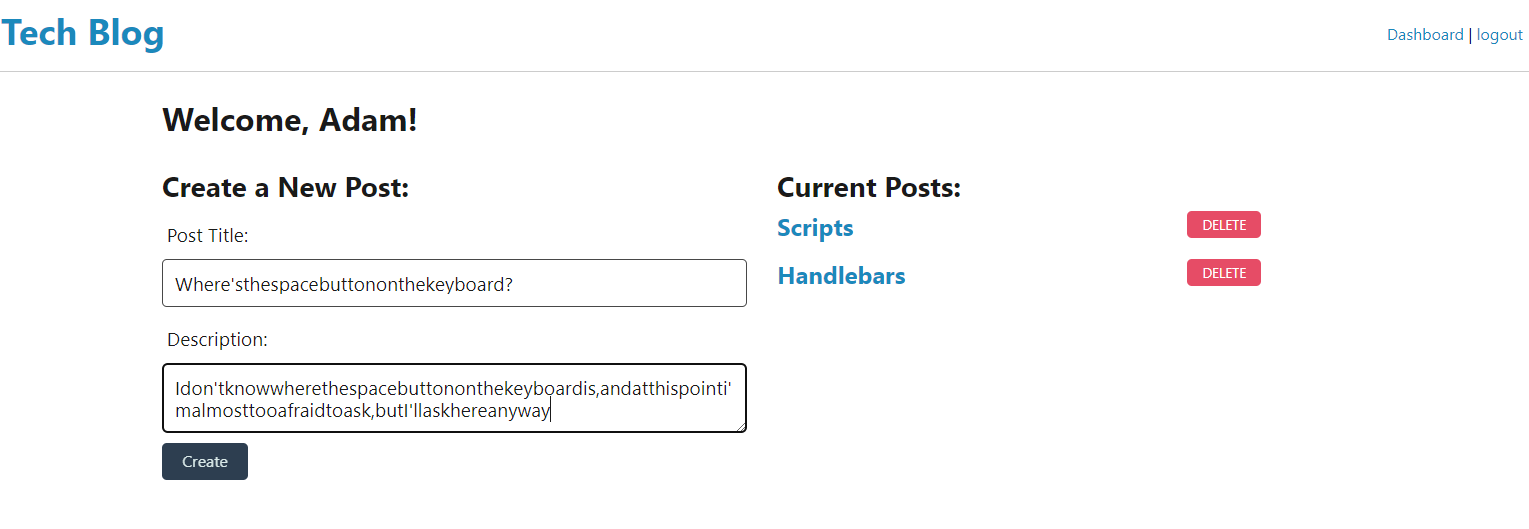 Tech Blog
Dashboard | logout
Welcome, Adam!
Create a New Post:
Post Title:
Where'sthespacebuttononthekeyboard?
Description:
Idon'tknowwherethespacebuttononthekeyboardis,andatthispointi'
malmosttooafraidtoask,butI'llaskhereanyway
Create
Current Posts:
Scripts
DELETE
Handlebars
DELETE